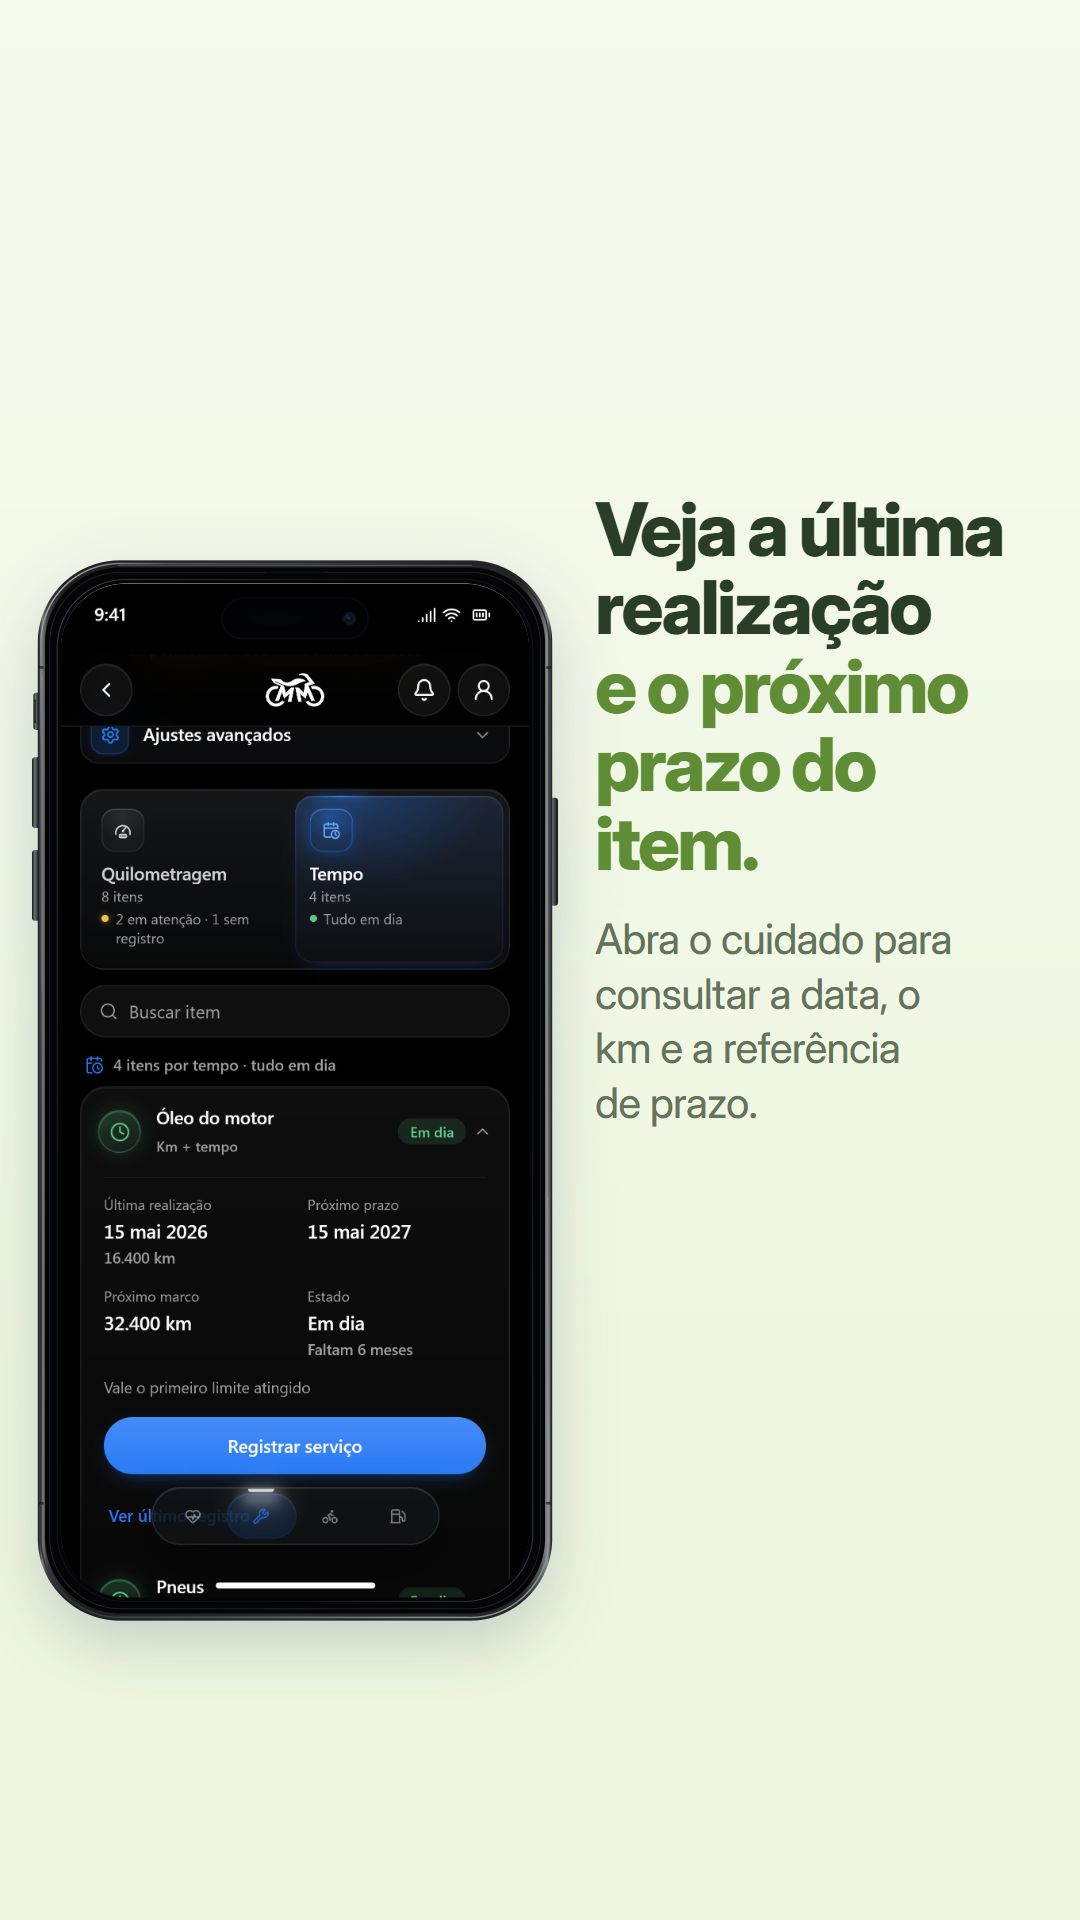 Veja a última
realização
e o próximo
prazo do
item.
Abra o cuidado para
consultar a data, o
km e a referência
de prazo.
9:41
MM
Ajustes avançados
Quilometragem
8 itens
2 em atenção · 1 sem
registro
Tempo
4 itens
Tudo em dia
Buscar item
4 itens por tempo · tudo em dia
Óleo do motor
Km + tempo
Em dia
Última realização
15 mai 2026
16.400 km
Próximo prazo
15 mai 2027
Próximo marco
32.400 km
Estado
Em dia
Faltam 6 meses
Vale o primeiro limite atingido
Registrar serviço
Ver último registro
Pneus